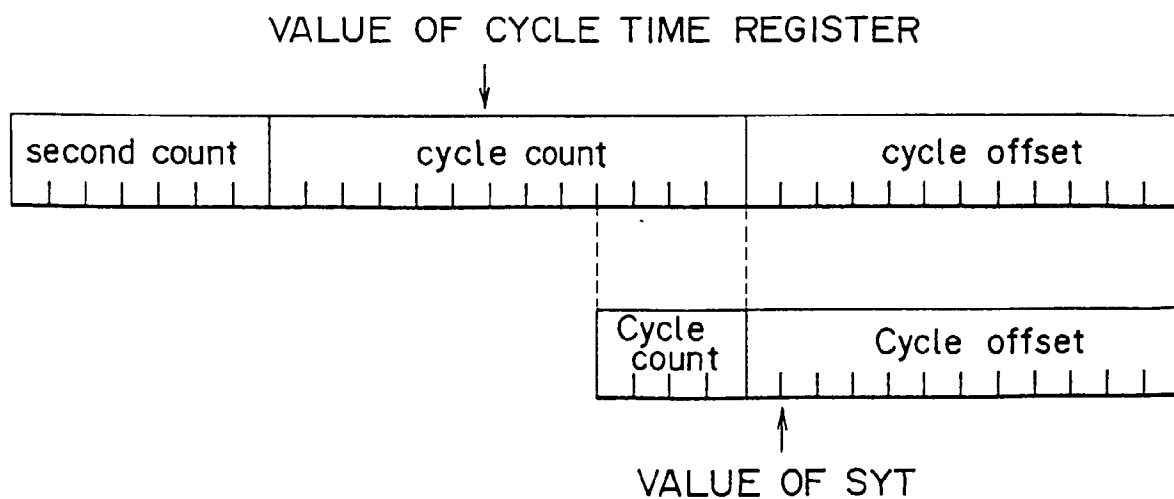 VALUE OF CYCLE TIME REGISTER
second count cycle count cycle offset
Cycle
count Cycle offset
VALUE OF SYT